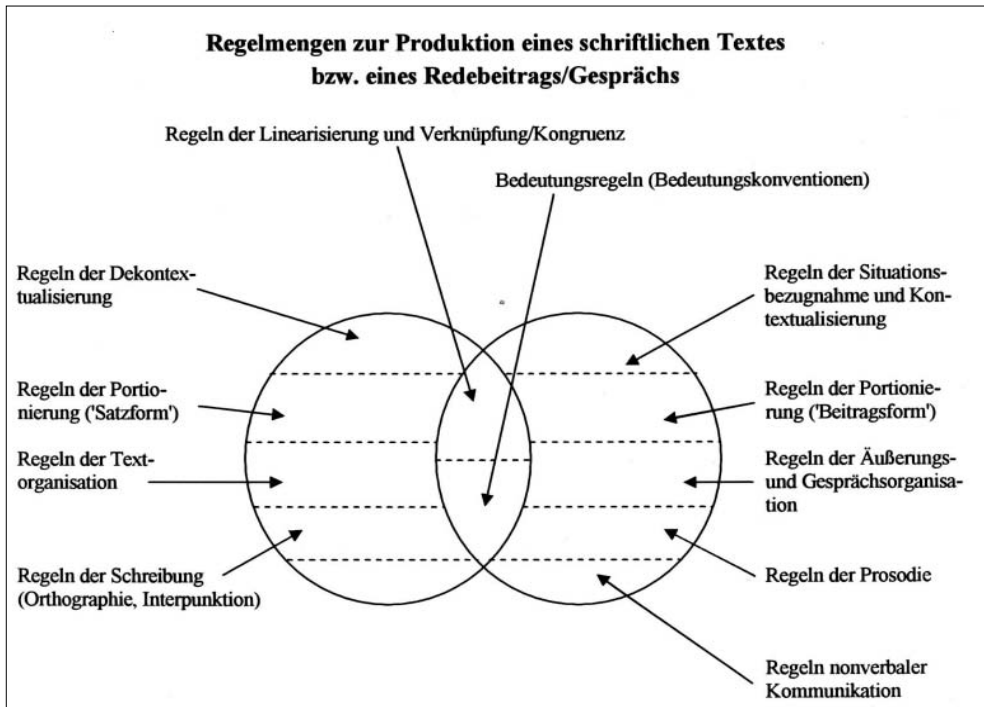 Regelmengen zur Produktion eines schriftlichen Textes
bzw. eines Redebeitrags/Gesprächs
Regeln der Linearisierung und Verknüpfung/Kongruenz
Bedeutungsregeln (Bedeutungskonventionen)
Regeln der Dekontex-
tualisierung
Regeln der Portio-
nierung ('Satzform')
Regeln der Text-
organisation
Regeln der Schreibung
(Orthographie, Interpunktion)
Regeln der Situations-
bezugnahme und Kon-
textualisierung
Regeln der Portionie-
rung ('Beitragsform')
Regeln der Äußerungs-
und Gesprächsorganisa-
tion
Regeln der Prosodie
Regeln nonverbaler
Kommunikation